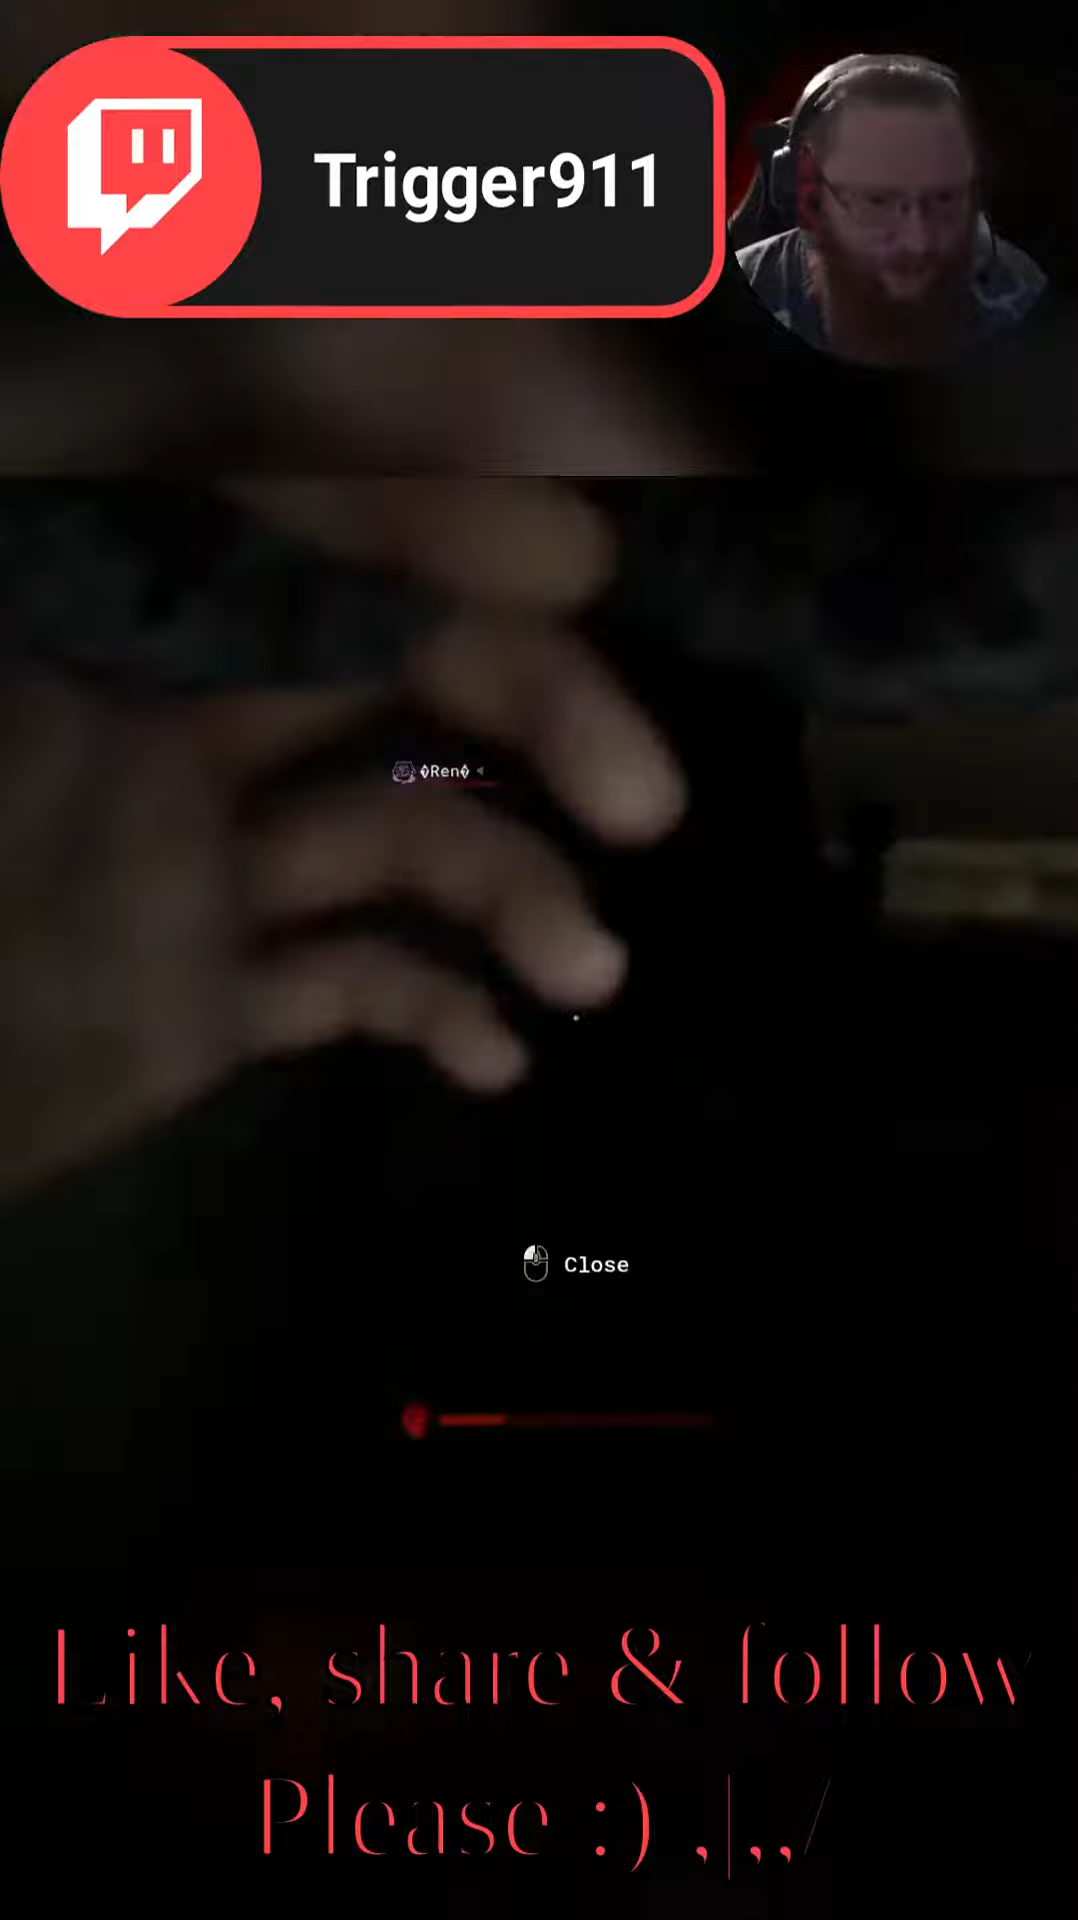 Trigger911
�Ren�
Close
Like, share & follow
Please :) ,|,,/